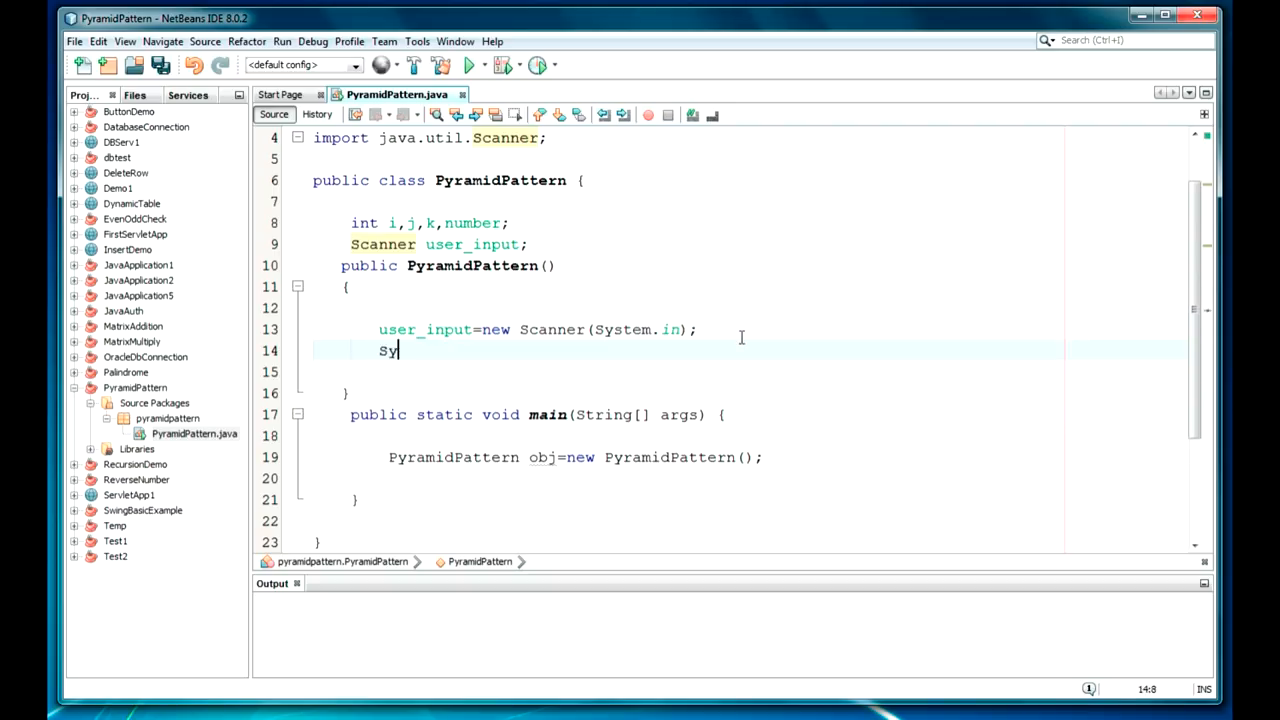 PyramidPattern - NetBeans IDE 8.0.2
File Edit View Navigate Source Refactor Run Debug Profile Team Tools Window Help
Search (Ctrl+I)
<default config>
Proj... Files Services
Start Page PyramidPattern.java
Source History
ButtonDemo
DatabaseConnection
DBServ1
dbtest
DeleteRow
Demo1
DynamicTable
EvenOddCheck
FirstServletApp
InsertDemo
JavaApplication1
JavaApplication2
JavaApplication5
JavaAuth
MatrixAddition
MatrixMultiply
OracleDbConnection
Palindrome
PyramidPattern
Source Packages
pyramidpattern
PyramidPattern.java
Libraries
RecursionDemo
ReverseNumber
ServletApp1
SwingBasicExample
Temp
Test1
Test2
4 import java.util.Scanner;
5
6 public class PyramidPattern {
7
8 int i,j,k,number;
9 Scanner user_input;
10 public PyramidPattern()
11 {
12
13 user_input=new Scanner(System.in);
14 Sy
15
16 }
17 public static void main(String[] args) {
18
19 PyramidPattern obj=new PyramidPattern();
20
21 }
22
23 }
pyramidpattern.PyramidPattern PyramidPattern
Output
1 14:8 INS